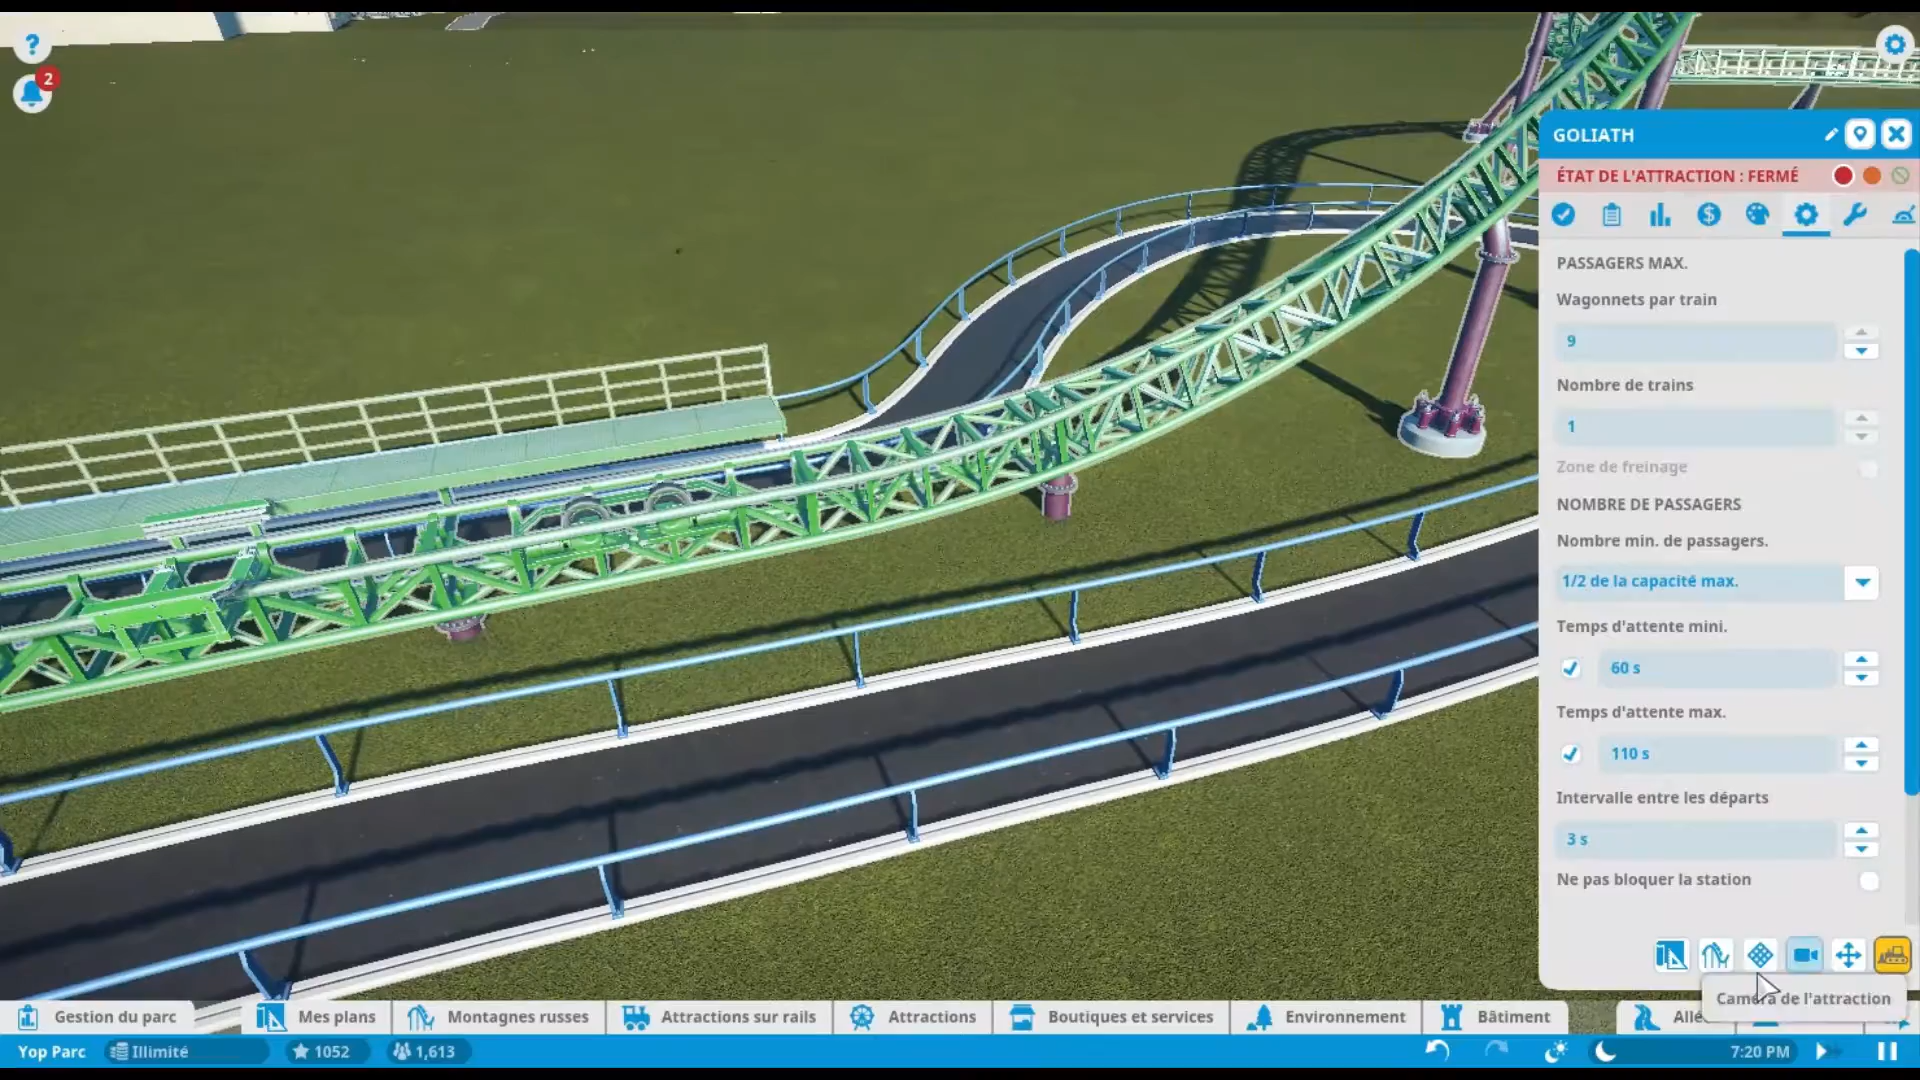 ?
2
GOLIATH
ÉTAT DE L'ATTRACTION : FERMÉ
PASSAGERS MAX.
Wagonnets par train
9
Nombre de trains
1
Zone de freinage
NOMBRE DE PASSAGERS
Nombre min. de passagers.
1/2 de la capacité max.
Temps d'attente mini.
60 s
Temps d'attente max.
110 s
Intervalle entre les départs
3 s
Ne pas bloquer la station
Caméra de l'attraction
Gestion du parc
Mes plans
Montagnes russes
Attractions sur rails
Attractions
Boutiques et services
Environnement
Bâtiment
Yop Parc
Illimité
1052
1,613
7:20 PM